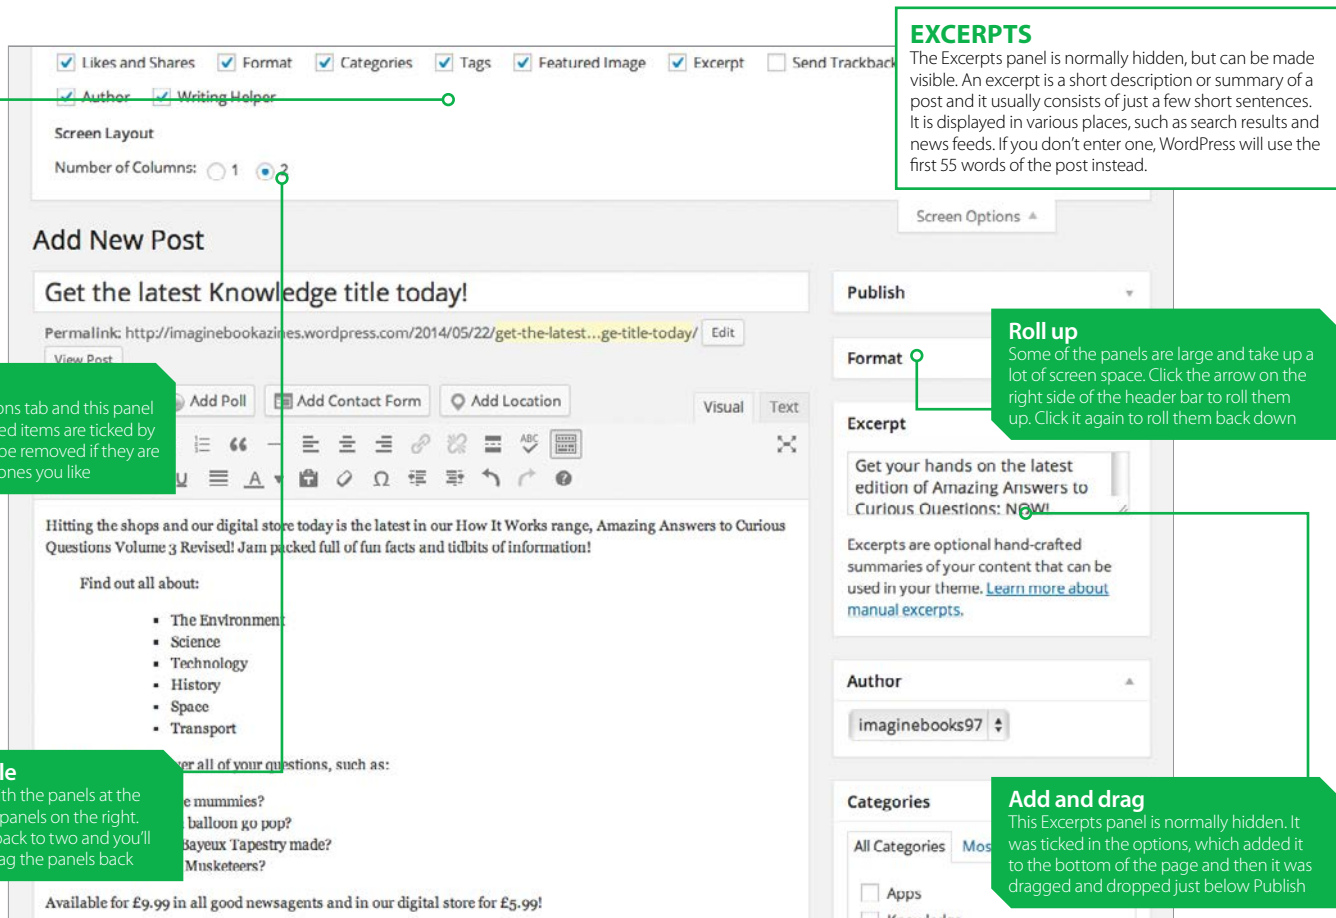 EXCERPTS
The Excerpts panel is normally hidden, but can be made
visible. An excerpt is a short description or summary of a
post and it usually consists of just a few short sentences.
It is displayed in various places, such as search results and
news feeds. If you don't enter one, WordPress will use the
first 55 words of the post instead.
Likes and Shares Format Categories Tags Featured Image Excerpt Send Trackback
Author Writing Helper
Screen Layout
Number of Columns: 1 2
Screen Options
Add New Post
Get the latest Knowledge title today!
Permalink: http://imaginebookazines.wordpress.com/2014/05/22/get-the-latest...ge-title-today/ Edit
View Post
Add Poll Add Contact Form Add Location
Visual Text
ABC
ons tab and this panel
ed items are ticked by
be removed if they are
ones you like
Hitting the shops and our digital store today is the latest in our How It Works range, Amazing Answers to Curious
Questions Volume 3 Revised! Jam packed full of fun facts and tidbits of information!
Find out all about:
▪ The Environment
▪ Science
▪ Technology
▪ History
▪ Space
▪ Transport
er all of your questions, such as:
e mummies?
balloon go pop?
Bayeux Tapestry made?
Musketeers?
Available for £9.99 in all good newsagents and in our digital store for £5.99!
le
th the panels at the
panels on the right.
back to two and you'll
ag the panels back
Publish
Format
Roll up
Some of the panels are large and take up a
lot of screen space. Click the arrow on the
right side of the header bar to roll them
up. Click it again to roll them back down
Excerpt
Get your hands on the latest
edition of Amazing Answers to
Curious Questions: NOW!
Excerpts are optional hand-crafted
summaries of your content that can be
used in your theme. Learn more about
manual excerpts.
Author
imaginebooks97
Categories
All Categories Mos
Apps
Knowledge
Add and drag
This Excerpts panel is normally hidden. It
was ticked in the options, which added it
to the bottom of the page and then it was
dragged and dropped just below Publish